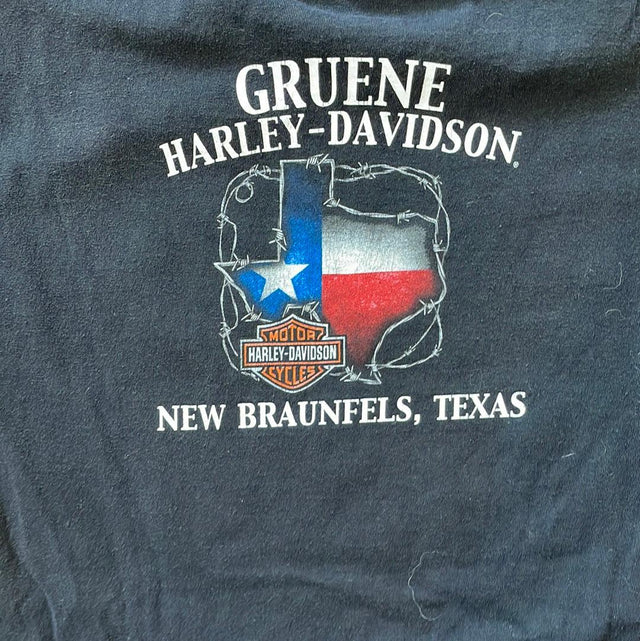 GRUENE
HARLEY-DAVIDSON®
MOTOR
HARLEY-DAVIDSON
CYCLES
NEW BRAUNFELS, TEXAS